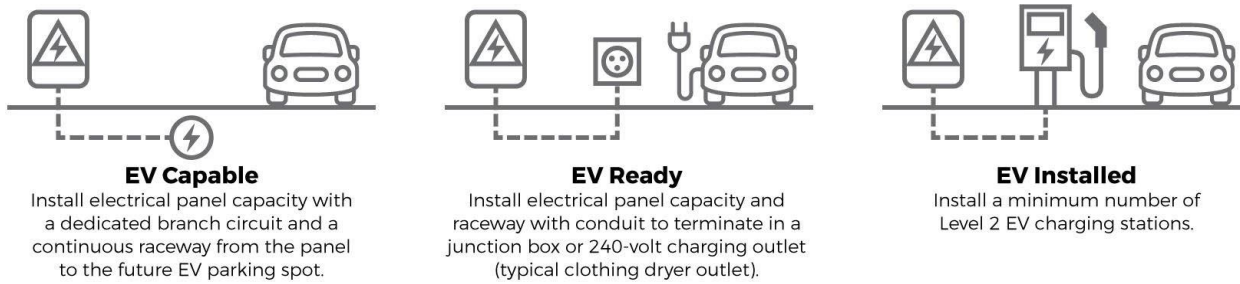 EV Capable
Install electrical panel capacity with
a dedicated branch circuit and a
continuous raceway from the panel
to the future EV parking spot.
EV Ready
Install electrical panel capacity and
raceway with conduit to terminate in a
junction box or 240-volt charging outlet
(typical clothing dryer outlet).
EV Installed
Install a minimum number of
Level 2 EV charging stations.